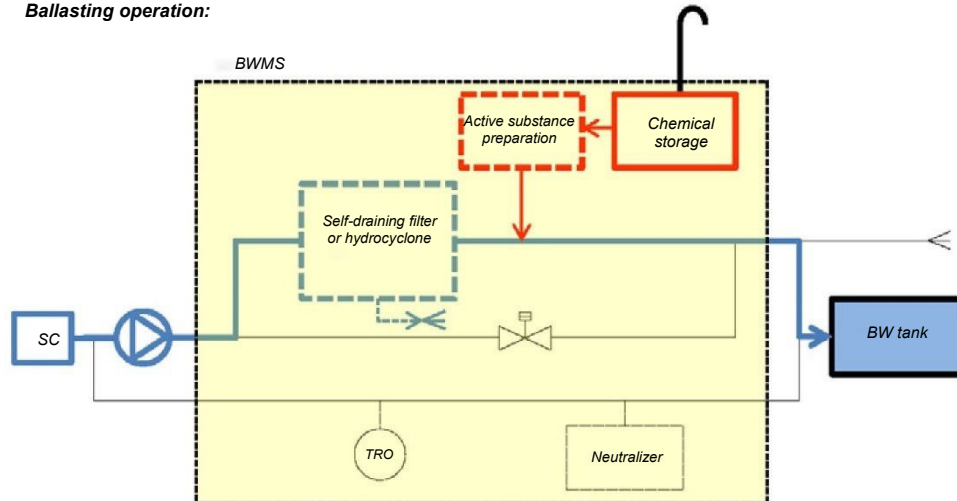 Ballasting operation:
BWMS
Active substance
preparation
Chemical
storage
Self-draining filter
or hydrocyclone
SC
BW tank
TRO
Neutralizer